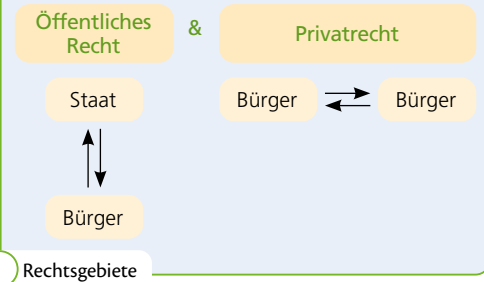 Öffentliches
Recht
&
Privatrecht
Staat
Bürger
Bürger
Bürger
Rechtsgebiete